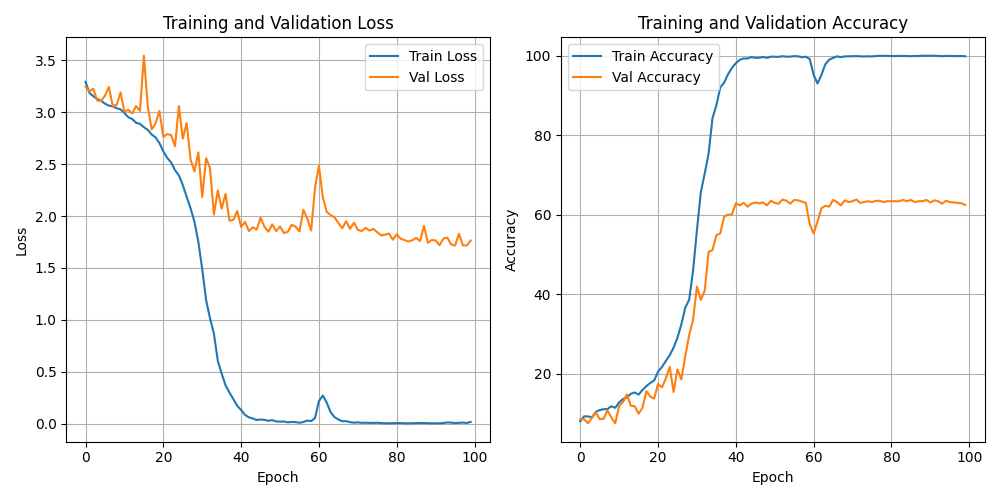 Training and Validation Loss
Train Loss
Val Loss
3.5
3.0
2.5
2.0
1.5
1.0
0.5
0.0
Loss
0 20 40 60 80 100
Epoch
Training and Validation Accuracy
Train Accuracy
Val Accuracy
100
80
60
40
20
Accuracy
0 20 40 60 80 100
Epoch